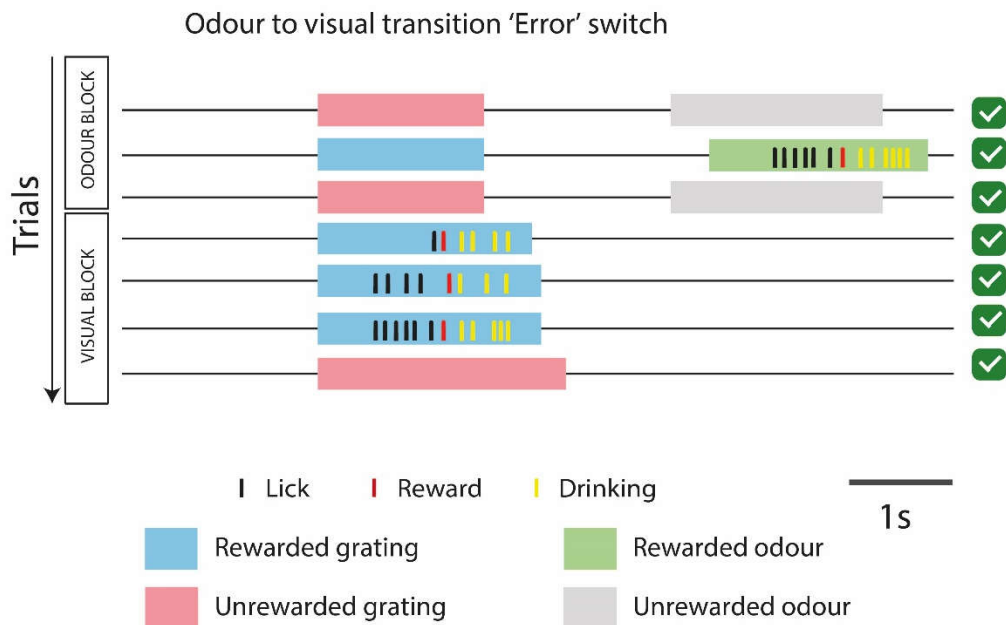 Odour to visual transition ‘Error’ switch
Trials
ODOUR BLOCK
VISUAL BLOCK
Lick
Reward
Drinking
1s
Rewarded grating
Rewarded odour
Unrewarded grating
Unrewarded odour